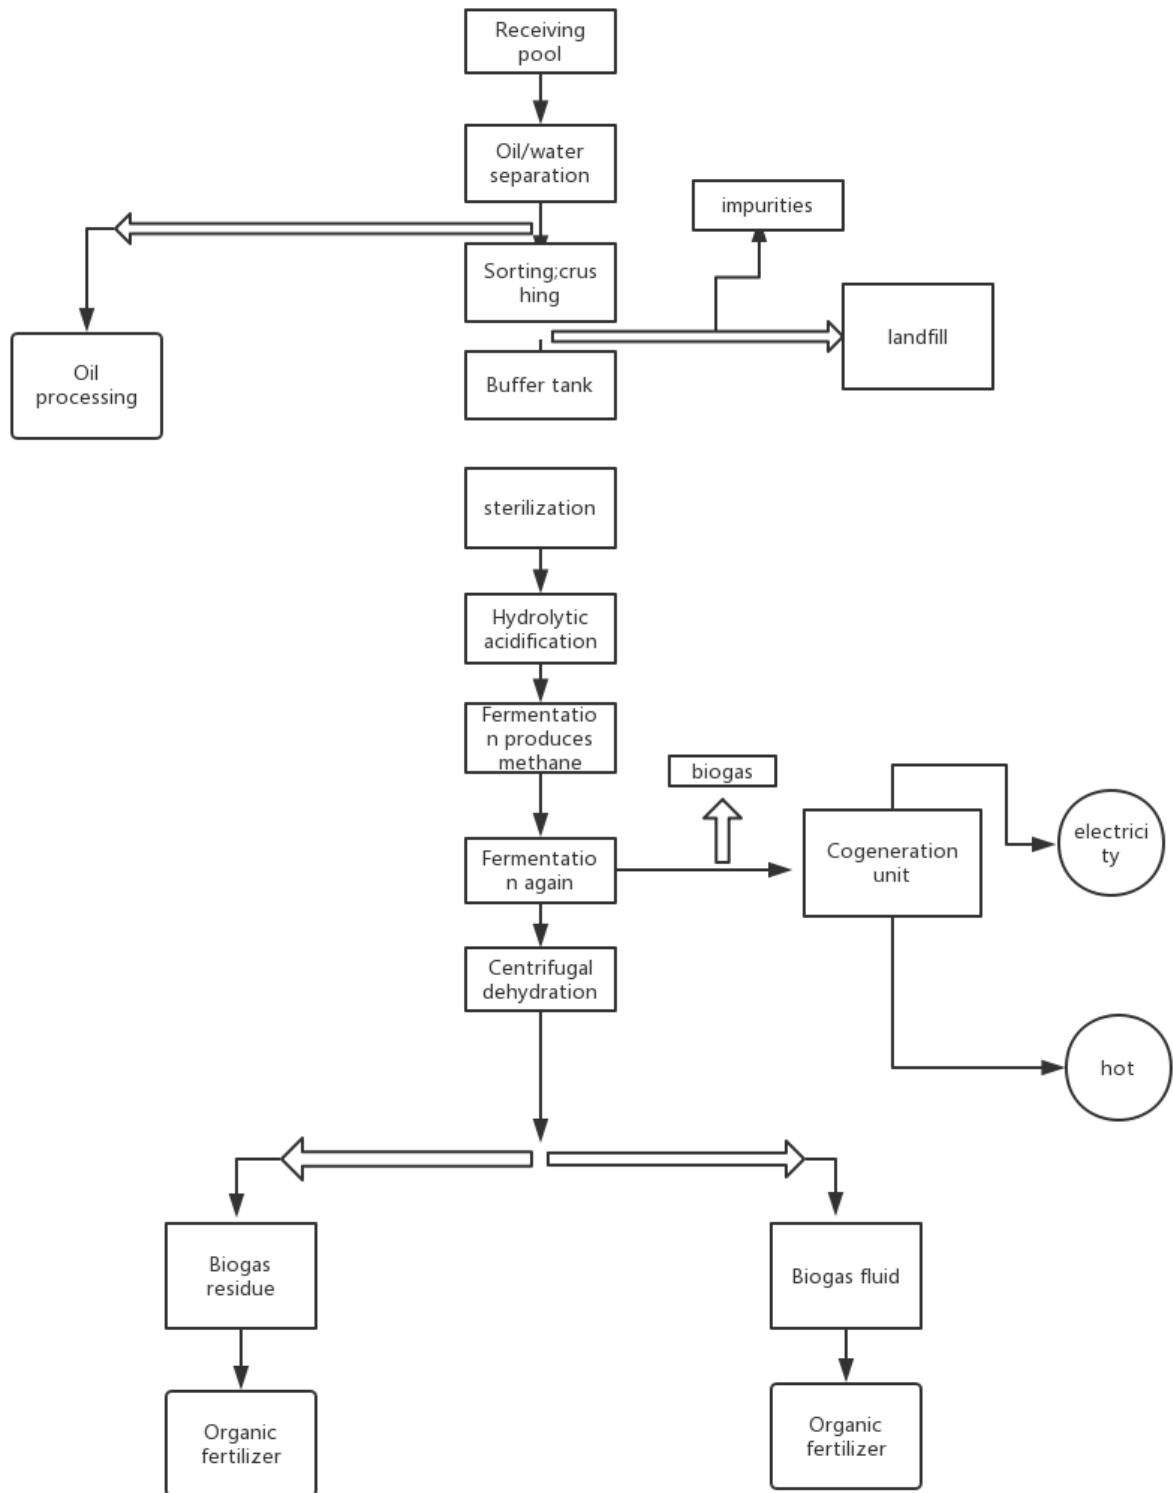 Receiving
pool
Oil/water
separation
impurities
Sorting;crus
hing
landfill
Oil
processing
Buffer tank
sterilization
Hydrolytic
acidification
Fermentatio
n produces
methane
biogas
electrici
ty
Cogeneration
unit
Fermentatio
n again
Centrifugal
dehydration
hot
Biogas
residue
Biogas fluid
Organic
fertilizer
Organic
fertilizer